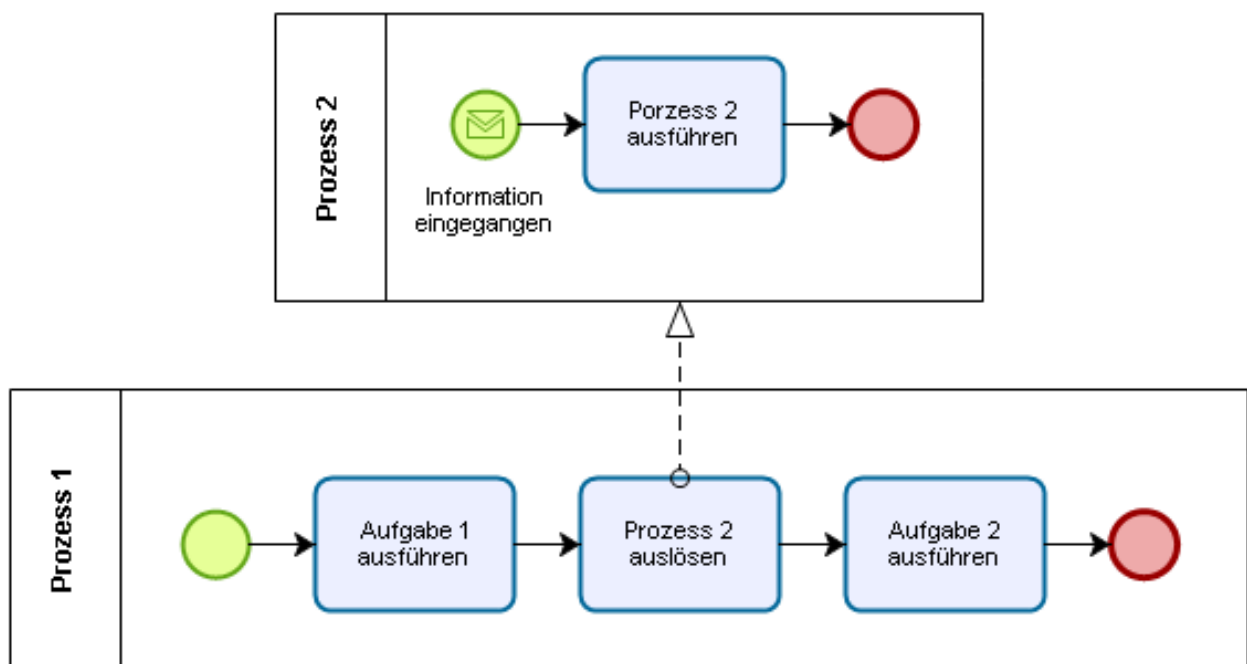 Prozess 2
Porzess 2
ausführen
Information
eingegangen
Prozess 1
Aufgabe 1
ausführen
Prozess 2
auslösen
Aufgabe 2
ausführen